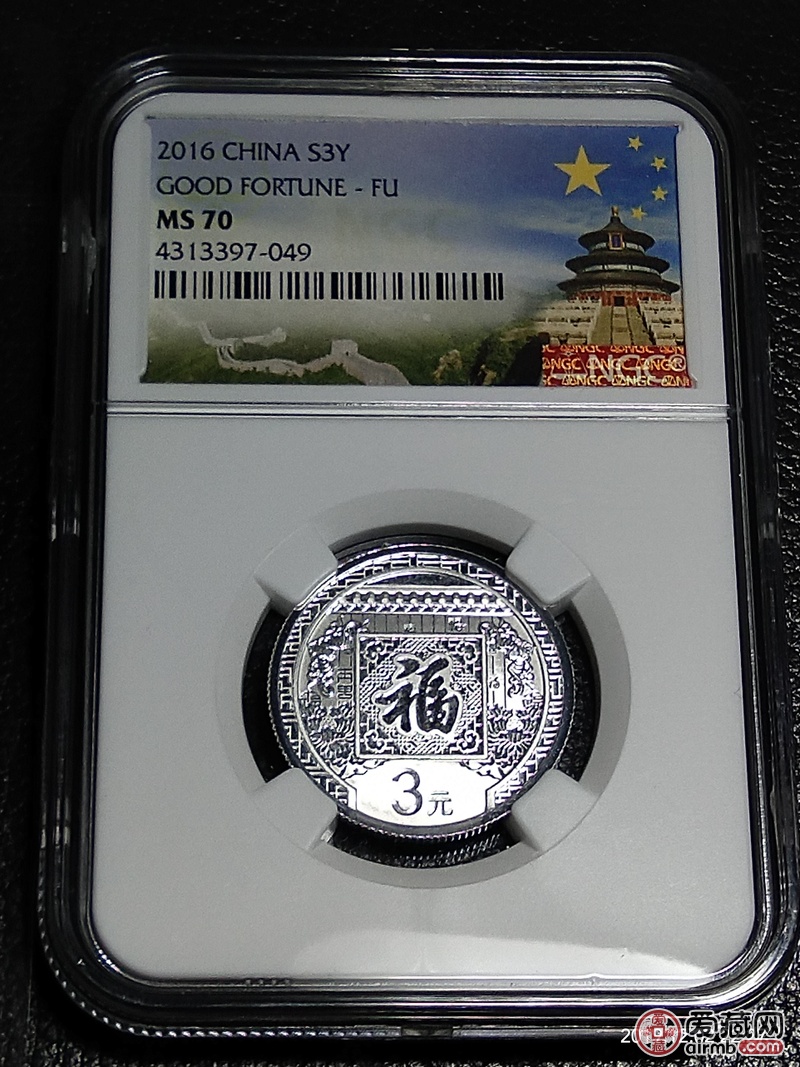 2016 CHINA S3Y
GOOD FORTUNE - FU
MS 70
4313397-049
NGC
福
3元
爱藏网
airmb.com